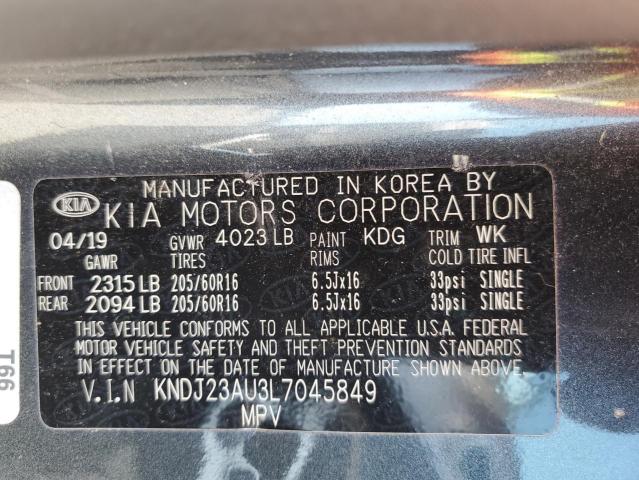 MANUFACTURED IN KOREA BY
KIA KIA MOTORS CORPORATION
04/19 GVWR 4023 LB PAINT KDG TRIM WK
GAWR TIRES RIMS COLD TIRE INFL
FRONT 2315 LB 205/60R16 6.5Jx16 33psi SINGLE
REAR 2094 LB 205/60R16 6.5Jx16 33psi SINGLE
THIS VEHICLE CONFORMS TO ALL APPLICABLE U.S.A. FEDERAL
MOTOR VEHICLE SAFETY AND THEFT PREVENTION STANDARDS
IN EFFECT ON THE DATE OF MANUFACTURE SHOWN ABOVE.
V.I.N KNDJ23AU3L7045849
MPV
T66